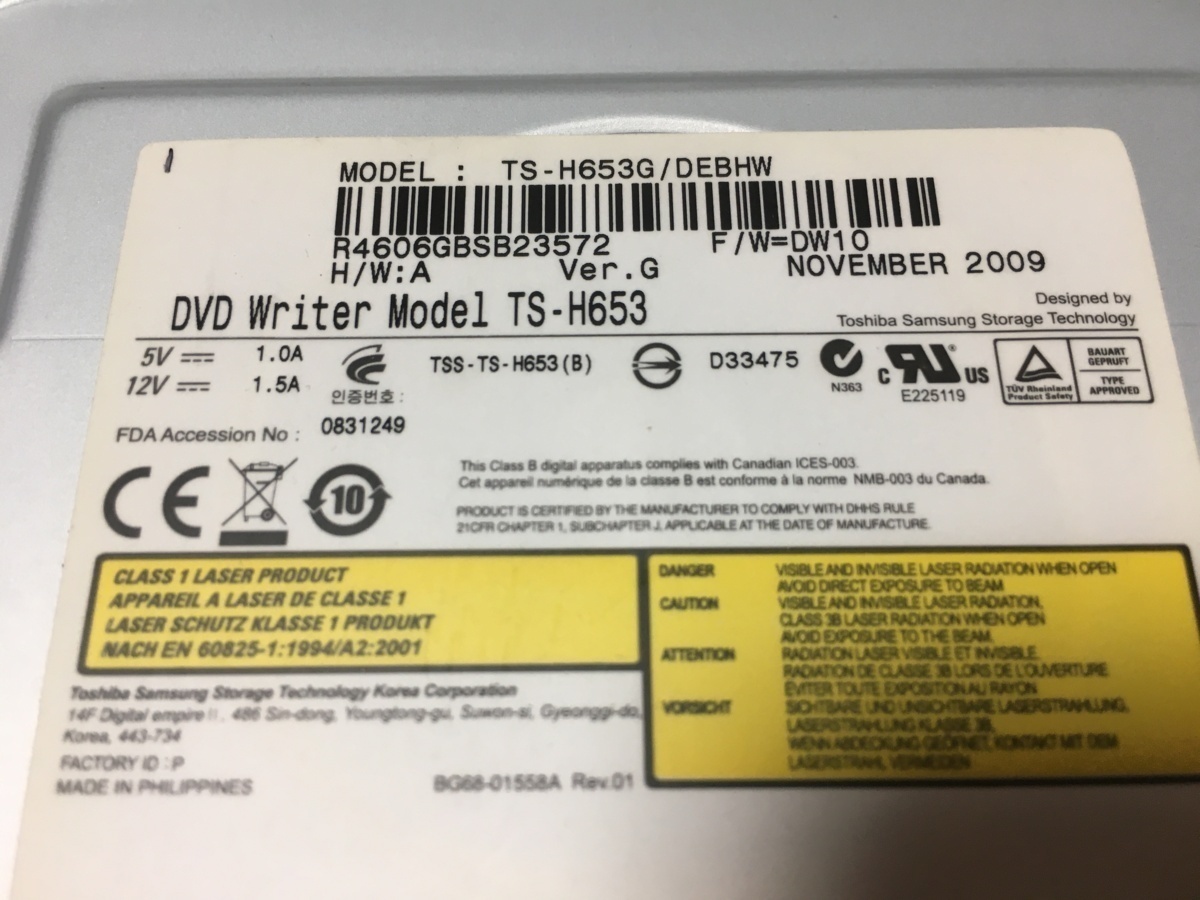 MODEL : TS-H653G/DEBHW
R4606GBSB23572 F/W=DW10
H/W:A Ver.G NOVEMBER 2009
DVD Writer Model TS-H653
Designed by
Toshiba Samsung Storage Technology
5V 1.0A
12V 1.5A
인증번호 :
TSS-TS-H653(B)
D33475
N363
C UL US
E225119
TÜV Rheinland
Product Safety
BAUART
GEPRÜFT
TYPE
APPROVED
FDA Accession No : 0831249
CE
10
This Class B digital apparatus complies with Canadian ICES-003.
Cet appareil numérique de la classe B est conforme à la norme NMB-003 du Canada.
PRODUCT IS CERTIFIED BY THE MANUFACTURER TO COMPLY WITH DHHS RULE
21CFR CHAPTER 1, SUBCHAPTER J. APPLICABLE AT THE DATE OF MANUFACTURE.
CLASS 1 LASER PRODUCT
APPAREIL A LASER DE CLASSE 1
LASER SCHUTZ KLASSE 1 PRODUKT
NACH EN 60825-1:1994/A2:2001
DANGER VISIBLE AND INVISIBLE LASER RADIATION WHEN OPEN
AVOID DIRECT EXPOSURE TO BEAM
CAUTION VISIBLE AND INVISIBLE LASER RADIATION,
CLASS 3B LASER RADIATION WHEN OPEN
AVOID EXPOSURE TO THE BEAM.
ATTENTION RADIATION LASER VISIBLE ET INVISIBLE.
RADIATION DE CLASSE 3B LORS DE L'OUVERTURE
EVITER TOUTE EXPOSITION AU RAYON
VORSICHT SICHTBARE UND UNSICHTBARE LASERSTRAHLUNG,
LASERSTRAHLUNG KLASSE 3B,
WENN ABDECKUNG GEÖFFNET, KONTAKT MIT DEM
LASERSTRAHL VERMEIDEN
Toshiba Samsung Storage Technology Korea Corporation
14F Digital empire II, 486 Sin-dong, Youngtong-gu, Suwon-si, Gyeonggi-do,
Korea, 443-734
FACTORY ID : P
MADE IN PHILIPPINES
BG68-01558A Rev.01